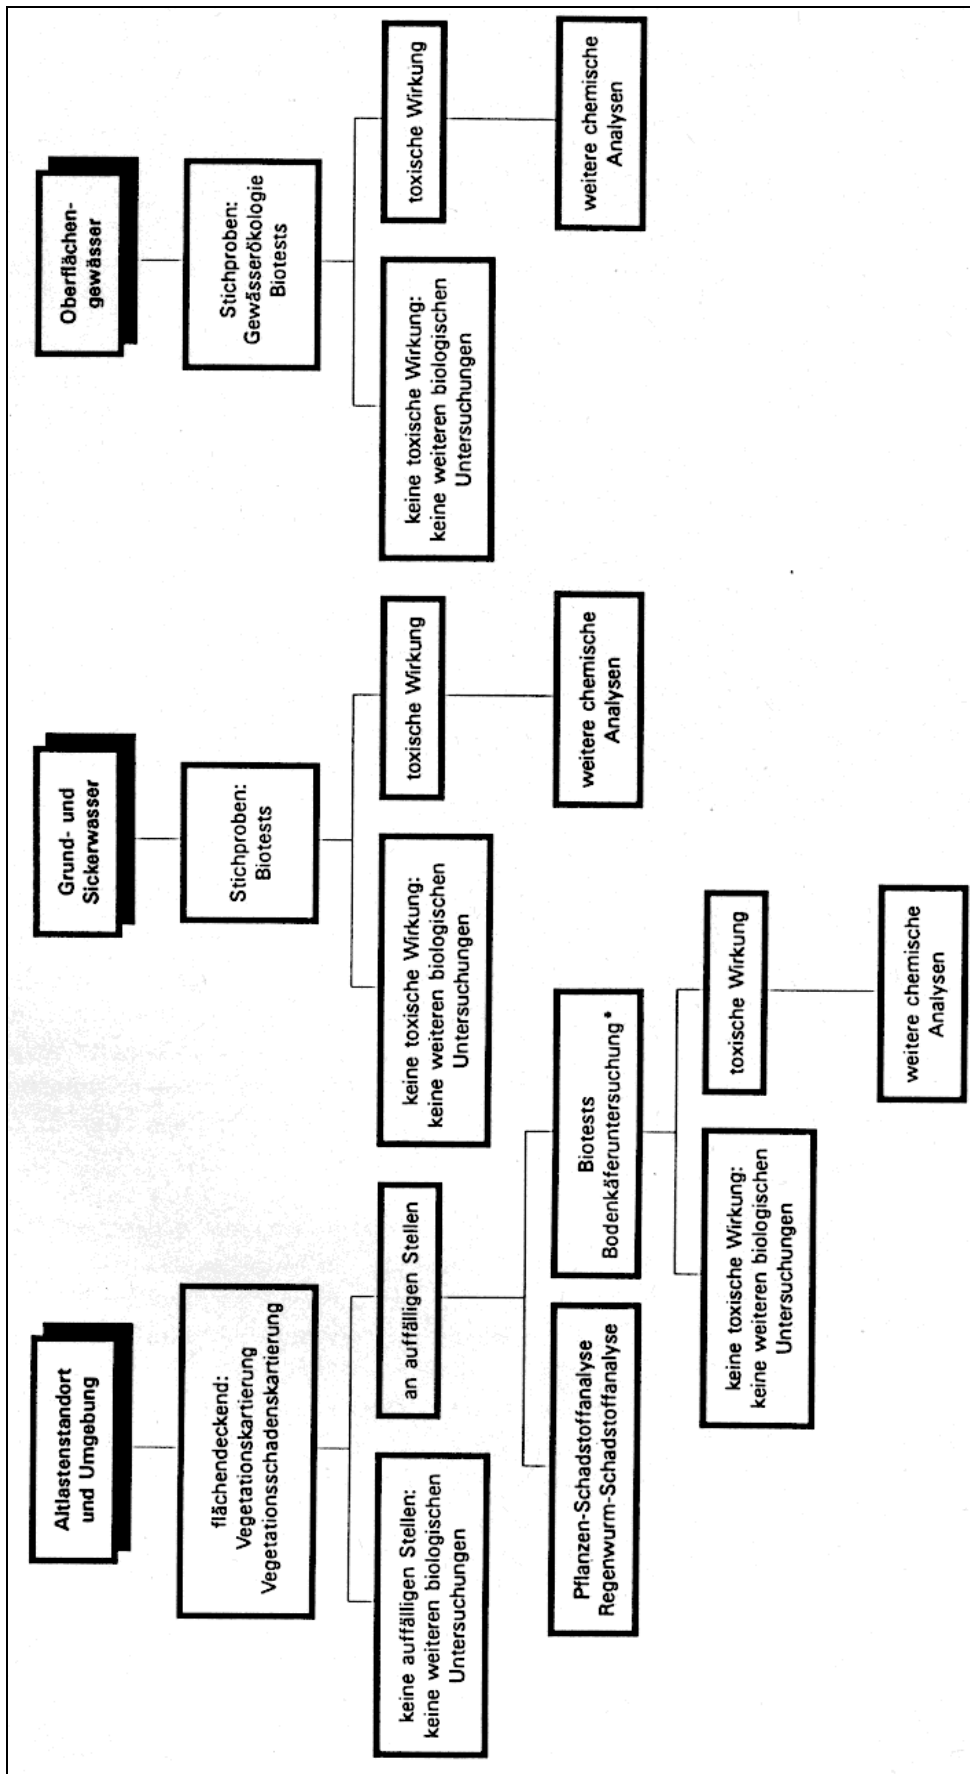 Altlastenstandort
und Umgebung
flächendeckend:
Vegetationskartierung
Vegetationsschadenskartierung
keine auffälligen Stellen:
keine weiteren biologischen
Untersuchungen
an auffälligen Stellen
Pflanzen-Schadstoffanalyse
Regenwurm-Schadstoffanalyse
Biotests
Bodenkäferuntersuchung*
keine toxische Wirkung:
keine weiteren biologischen
Untersuchungen
toxische Wirkung
weitere chemische
Analysen
Grund- und
Sickerwasser
Stichproben:
Biotests
keine toxische Wirkung:
keine weiteren biologischen
Untersuchungen
toxische Wirkung
weitere chemische
Analysen
Oberflächen-
gewässer
Stichproben:
Gewässerökologie
Biotests
keine toxische Wirkung:
keine weiteren biologischen
Untersuchungen
toxische Wirkung
weitere chemische
Analysen